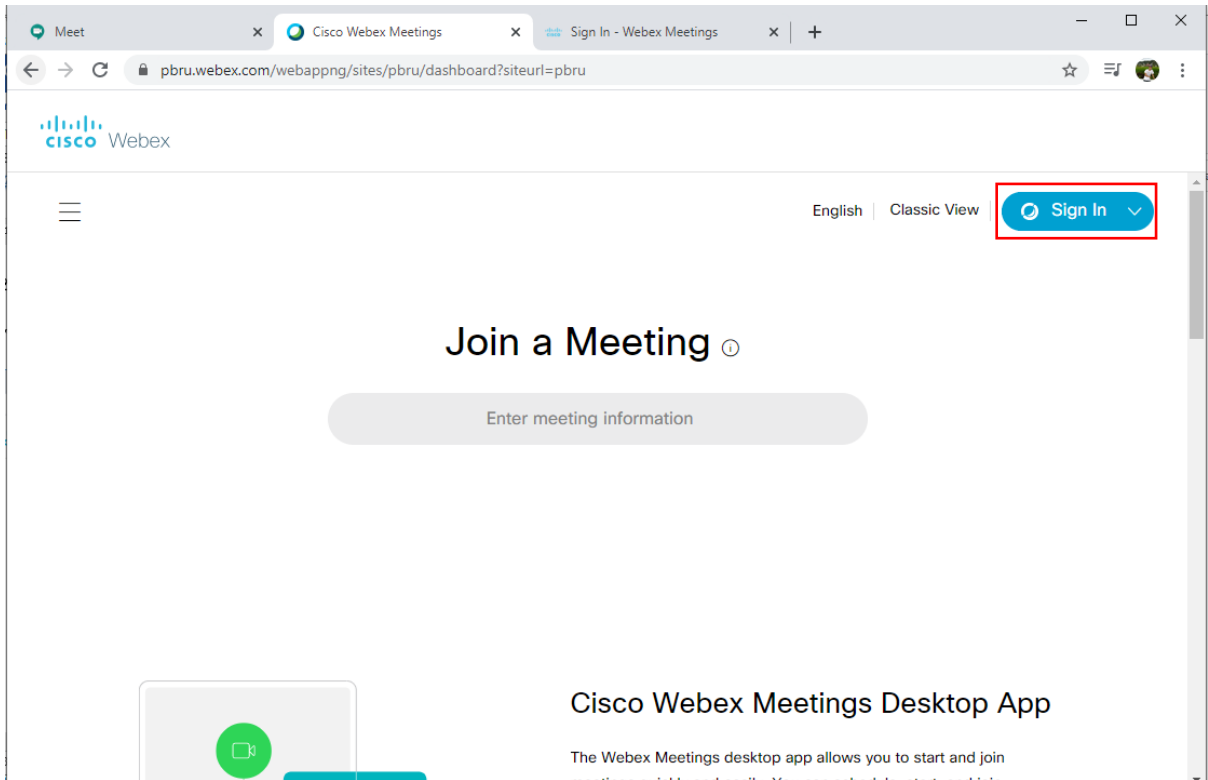 Meet
Cisco Webex Meetings
Sign In - Webex Meetings
pbru.webex.com/webappng/sites/pbru/dashboard?siteurl=pbru
cisco Webex
English
Classic View
Sign In
Join a Meeting
Enter meeting information
Cisco Webex Meetings Desktop App
The Webex Meetings desktop app allows you to start and join